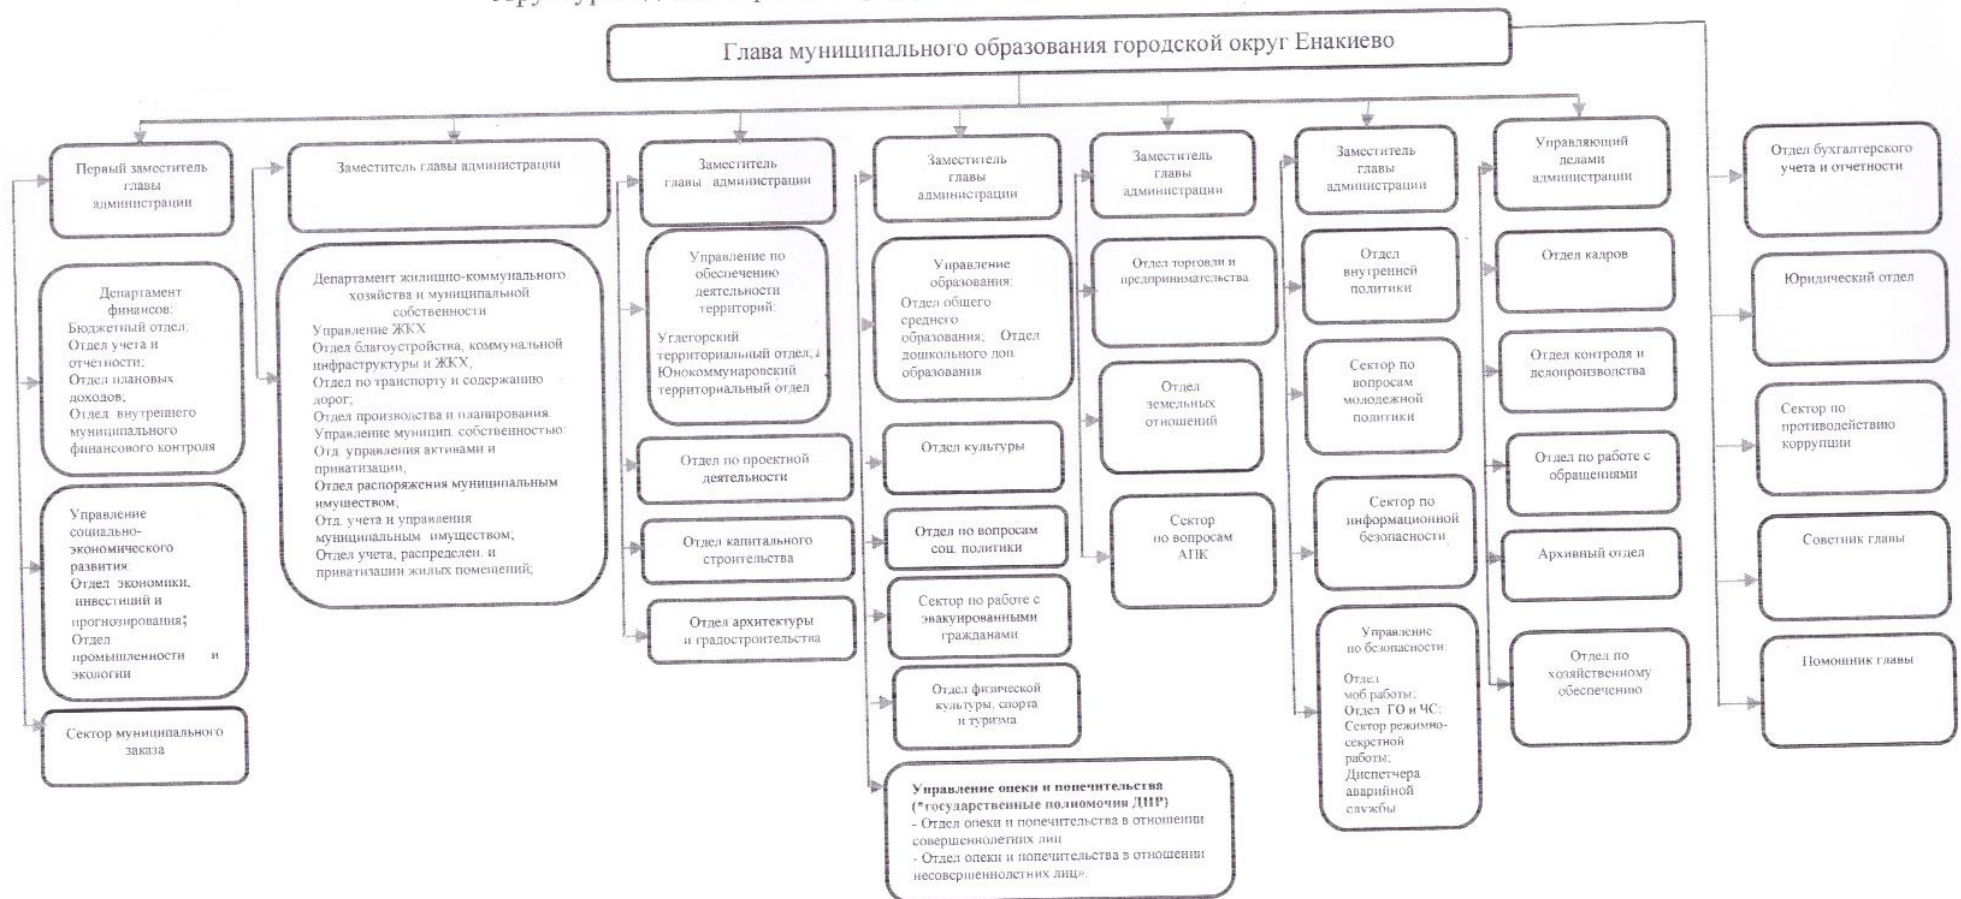 Глава муниципального образования городской округ Енакиево
Первый заместитель
главы
администрации
Департамент
финансов:
Бюджетный отдел;
Отдел учета и
отчетности;
Отдел плановых
доходов;
Отдел внутреннего
муниципального
финансового контроля
Управление
социально-
экономического
развития:
Отдел экономики,
инвестиций и
прогнозирования;
Отдел
промышленности и
экологии
Сектор муниципального
заказа
Заместитель главы администрации
Департамент жилищно-коммунального
хозяйства и муниципальной
собственности
Управление ЖКХ
Отдел благоустройства, коммунальной
инфраструктуры и ЖКХ,
Отдел по транспорту и содержанию
дорог;
Отдел производства и планирования.
Управление муницип. собственностью:
Отд. управления активами и
приватизации,
Отдел распоряжения муниципальным
имуществом;
Отд. учета и управления
муниципальным имуществом;
Отдел учета, распределен. и
приватизации жилых помещений;
Заместитель
главы администрации
Управление по
обеспечению
деятельности
территорий:
Углегорский
территориальный отдел;
Юнокоммунаровский
территориальный отдел
Отдел по проектной
деятельности
Отдел капитального
строительства
Отдел архитектуры
и градостроительства
Заместитель
главы
администрации
Управление
образования:
Отдел общего
среднего
образования; Отдел
дошкольного доп.
образования
Отдел культуры
Отдел по вопросам
соц. политики
Сектор по работе с
эвакуированными
гражданами
Отдел физической
культуры, спорта
и туризма
Управление опеки и попечительства
(*государственные полномочия ДНР)
- Отдел опеки и попечительства в отношении
совершеннолетних лиц
- Отдел опеки и попечительства в отношении
несовершеннолетних лиц».
Заместитель
главы
администрации
Отдел торговли и
предпринимательства
Отдел
земельных
отношений
Сектор
по вопросам
АПК
Заместитель
главы
администрации
Отдел
внутренней
политики
Сектор по
вопросам
молодежной
политики
Сектор по
информационной
безопасности
Управление
по безопасности:
Отдел
моб.работы;
Отдел ГО и ЧС;
Сектор режимно-
секретной
работы;
Диспетчера
аварийной
службы
Управляющий
делами
администрации
Отдел кадров
Отдел контроля и
делопроизводства
Отдел по работе с
обращениями
Архивный отдел
Отдел по
хозяйственному
обеспечению
Отдел бухгалтерского
учета и отчетности
Юридический отдел
Сектор по
противодействию
коррупции
Советник главы
Помощник главы